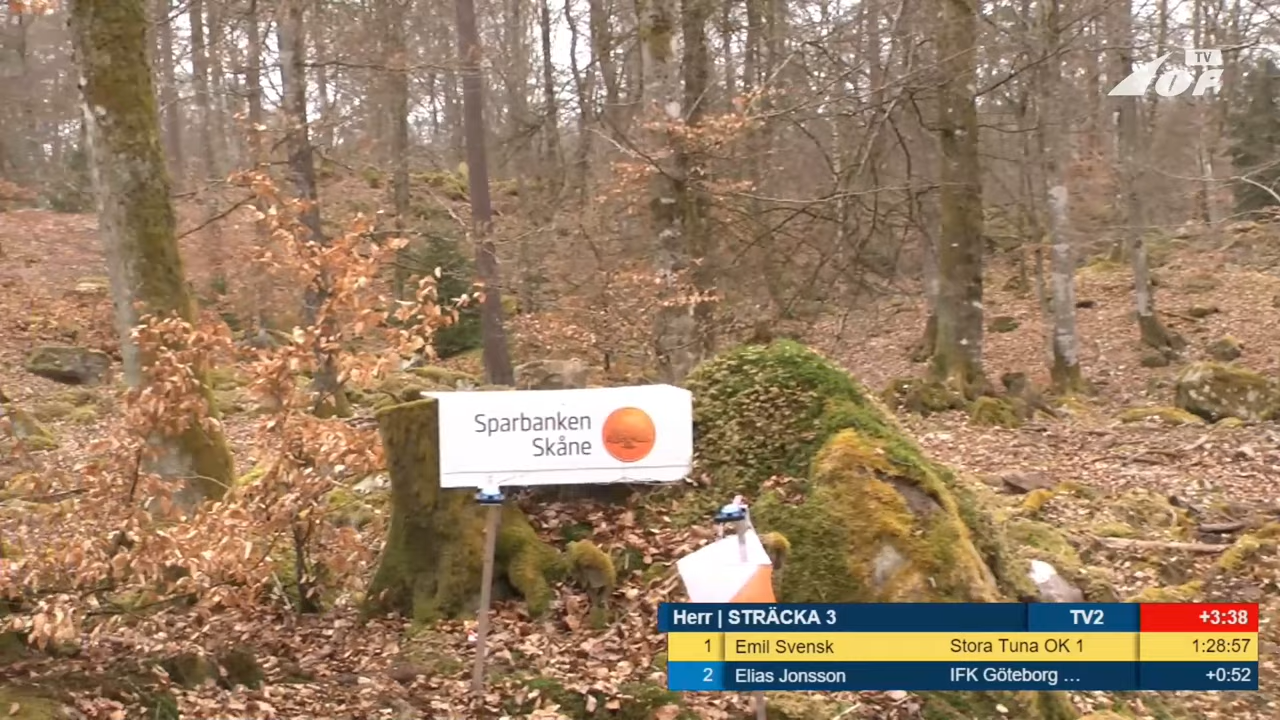 TV
OF
Sparbanken
Skåne
Herr | STRÄCKA 3 TV2 +3:38
1 Emil Svensk Stora Tuna OK 1 1:28:57
2 Elias Jonsson IFK Göteborg ... +0:52